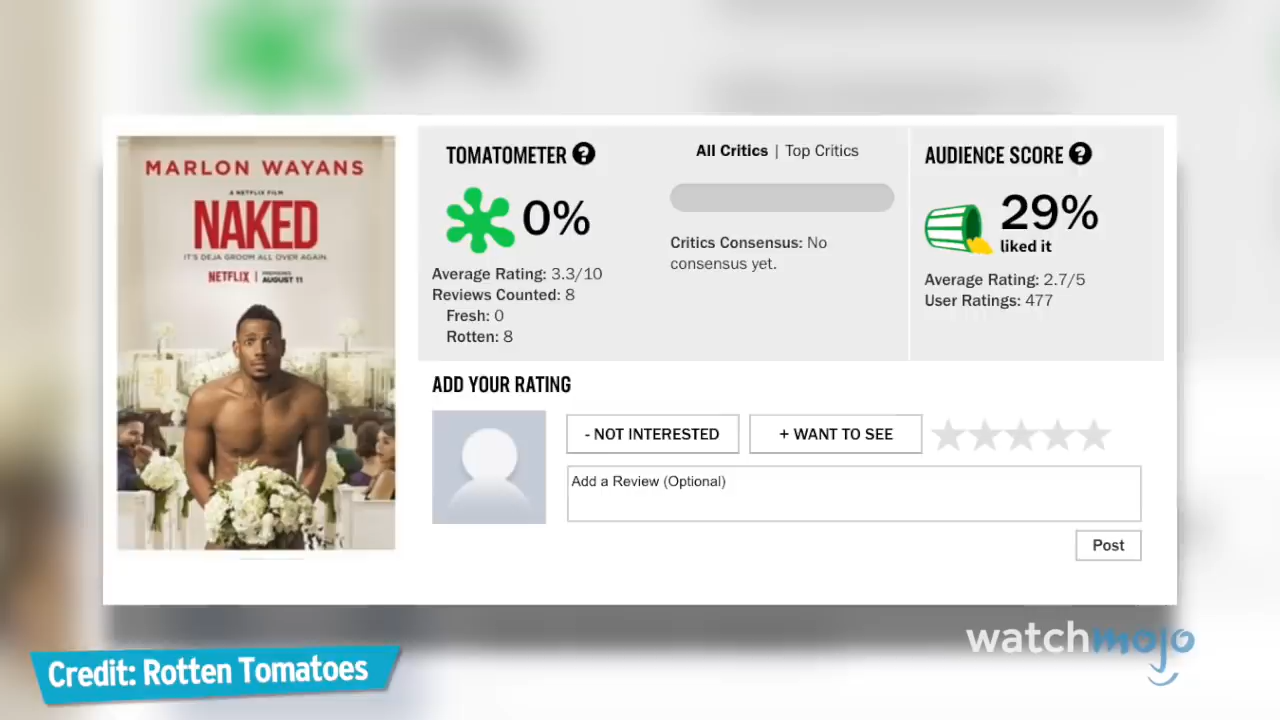 MARLON WAYANS
A NETFLIX FILM
NAKED
IT'S DEJA GROOM ALL OVER AGAIN.
NETFLIX | PREMIERES AUGUST 11
TOMATOMETER ?
0%
Average Rating: 3.3/10
Reviews Counted: 8
Fresh: 0
Rotten: 8
All Critics | Top Critics
Critics Consensus: No
consensus yet.
AUDIENCE SCORE ?
29%
liked it
Average Rating: 2.7/5
User Ratings: 477
ADD YOUR RATING
- NOT INTERESTED
+ WANT TO SEE
Add a Review (Optional)
Post
Credit: Rotten Tomatoes
watchmojo